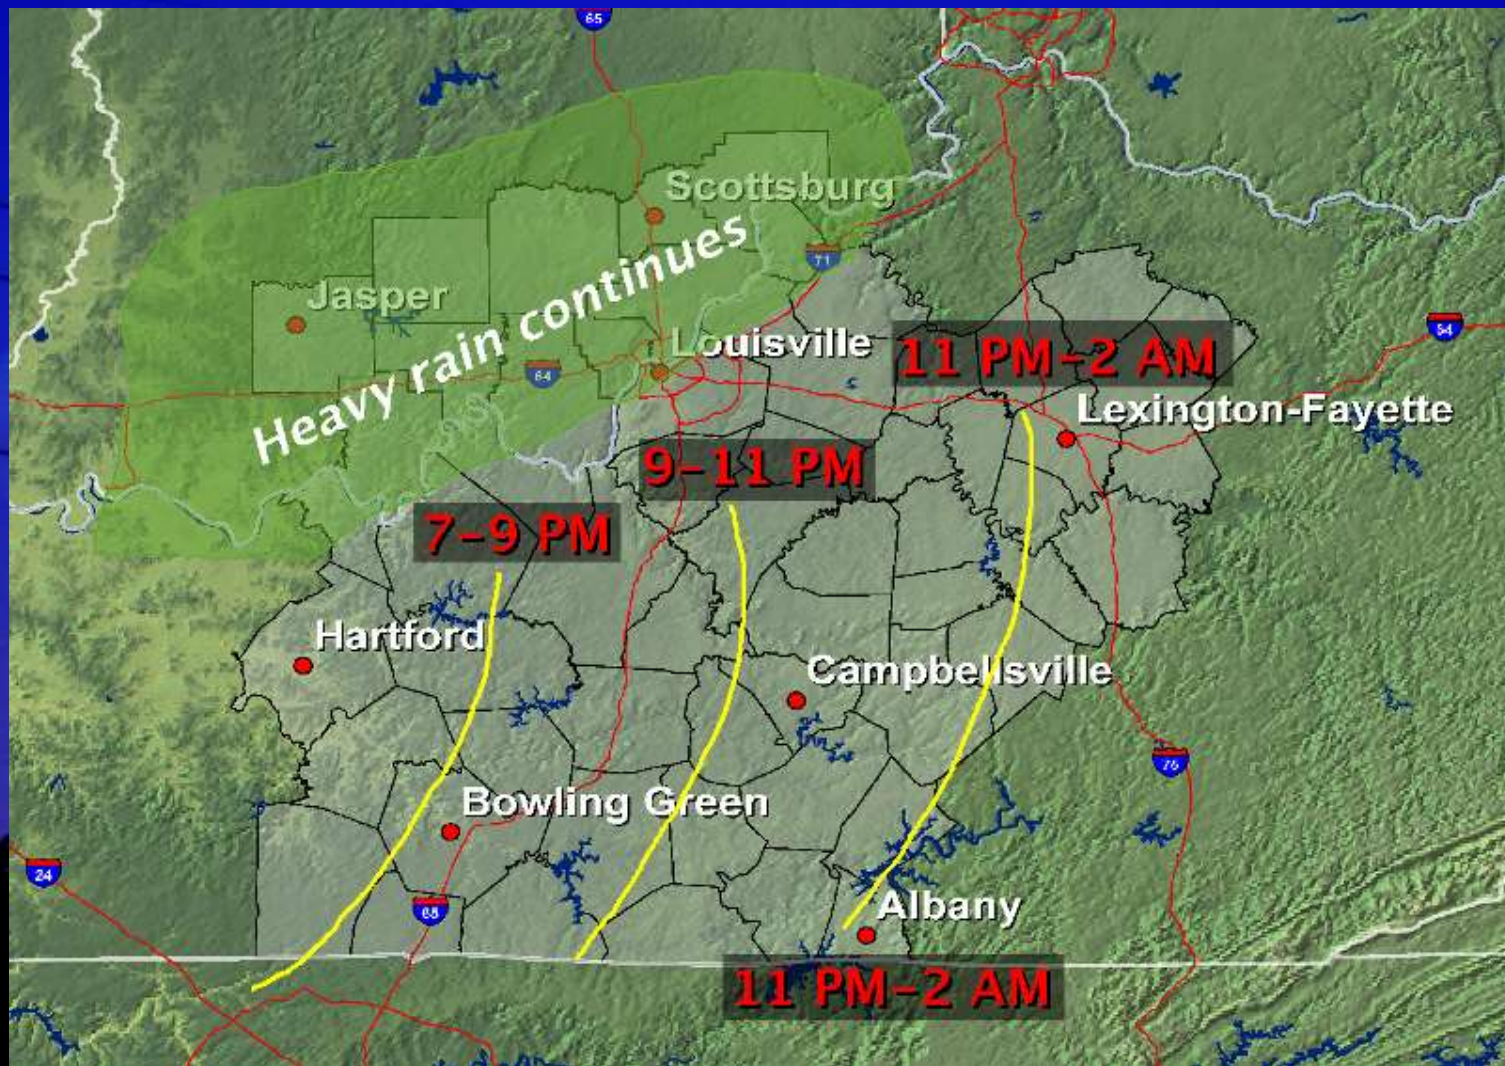 65
Scottsburg
Heavy rain continues
71
Jasper
Louisville
64
11 PM-2 AM
64
Lexington-Fayette
9-11 PM
7-9 PM
Hartford
Campbellsville
75
Bowling Green
24
65
Albany
11 PM-2 AM